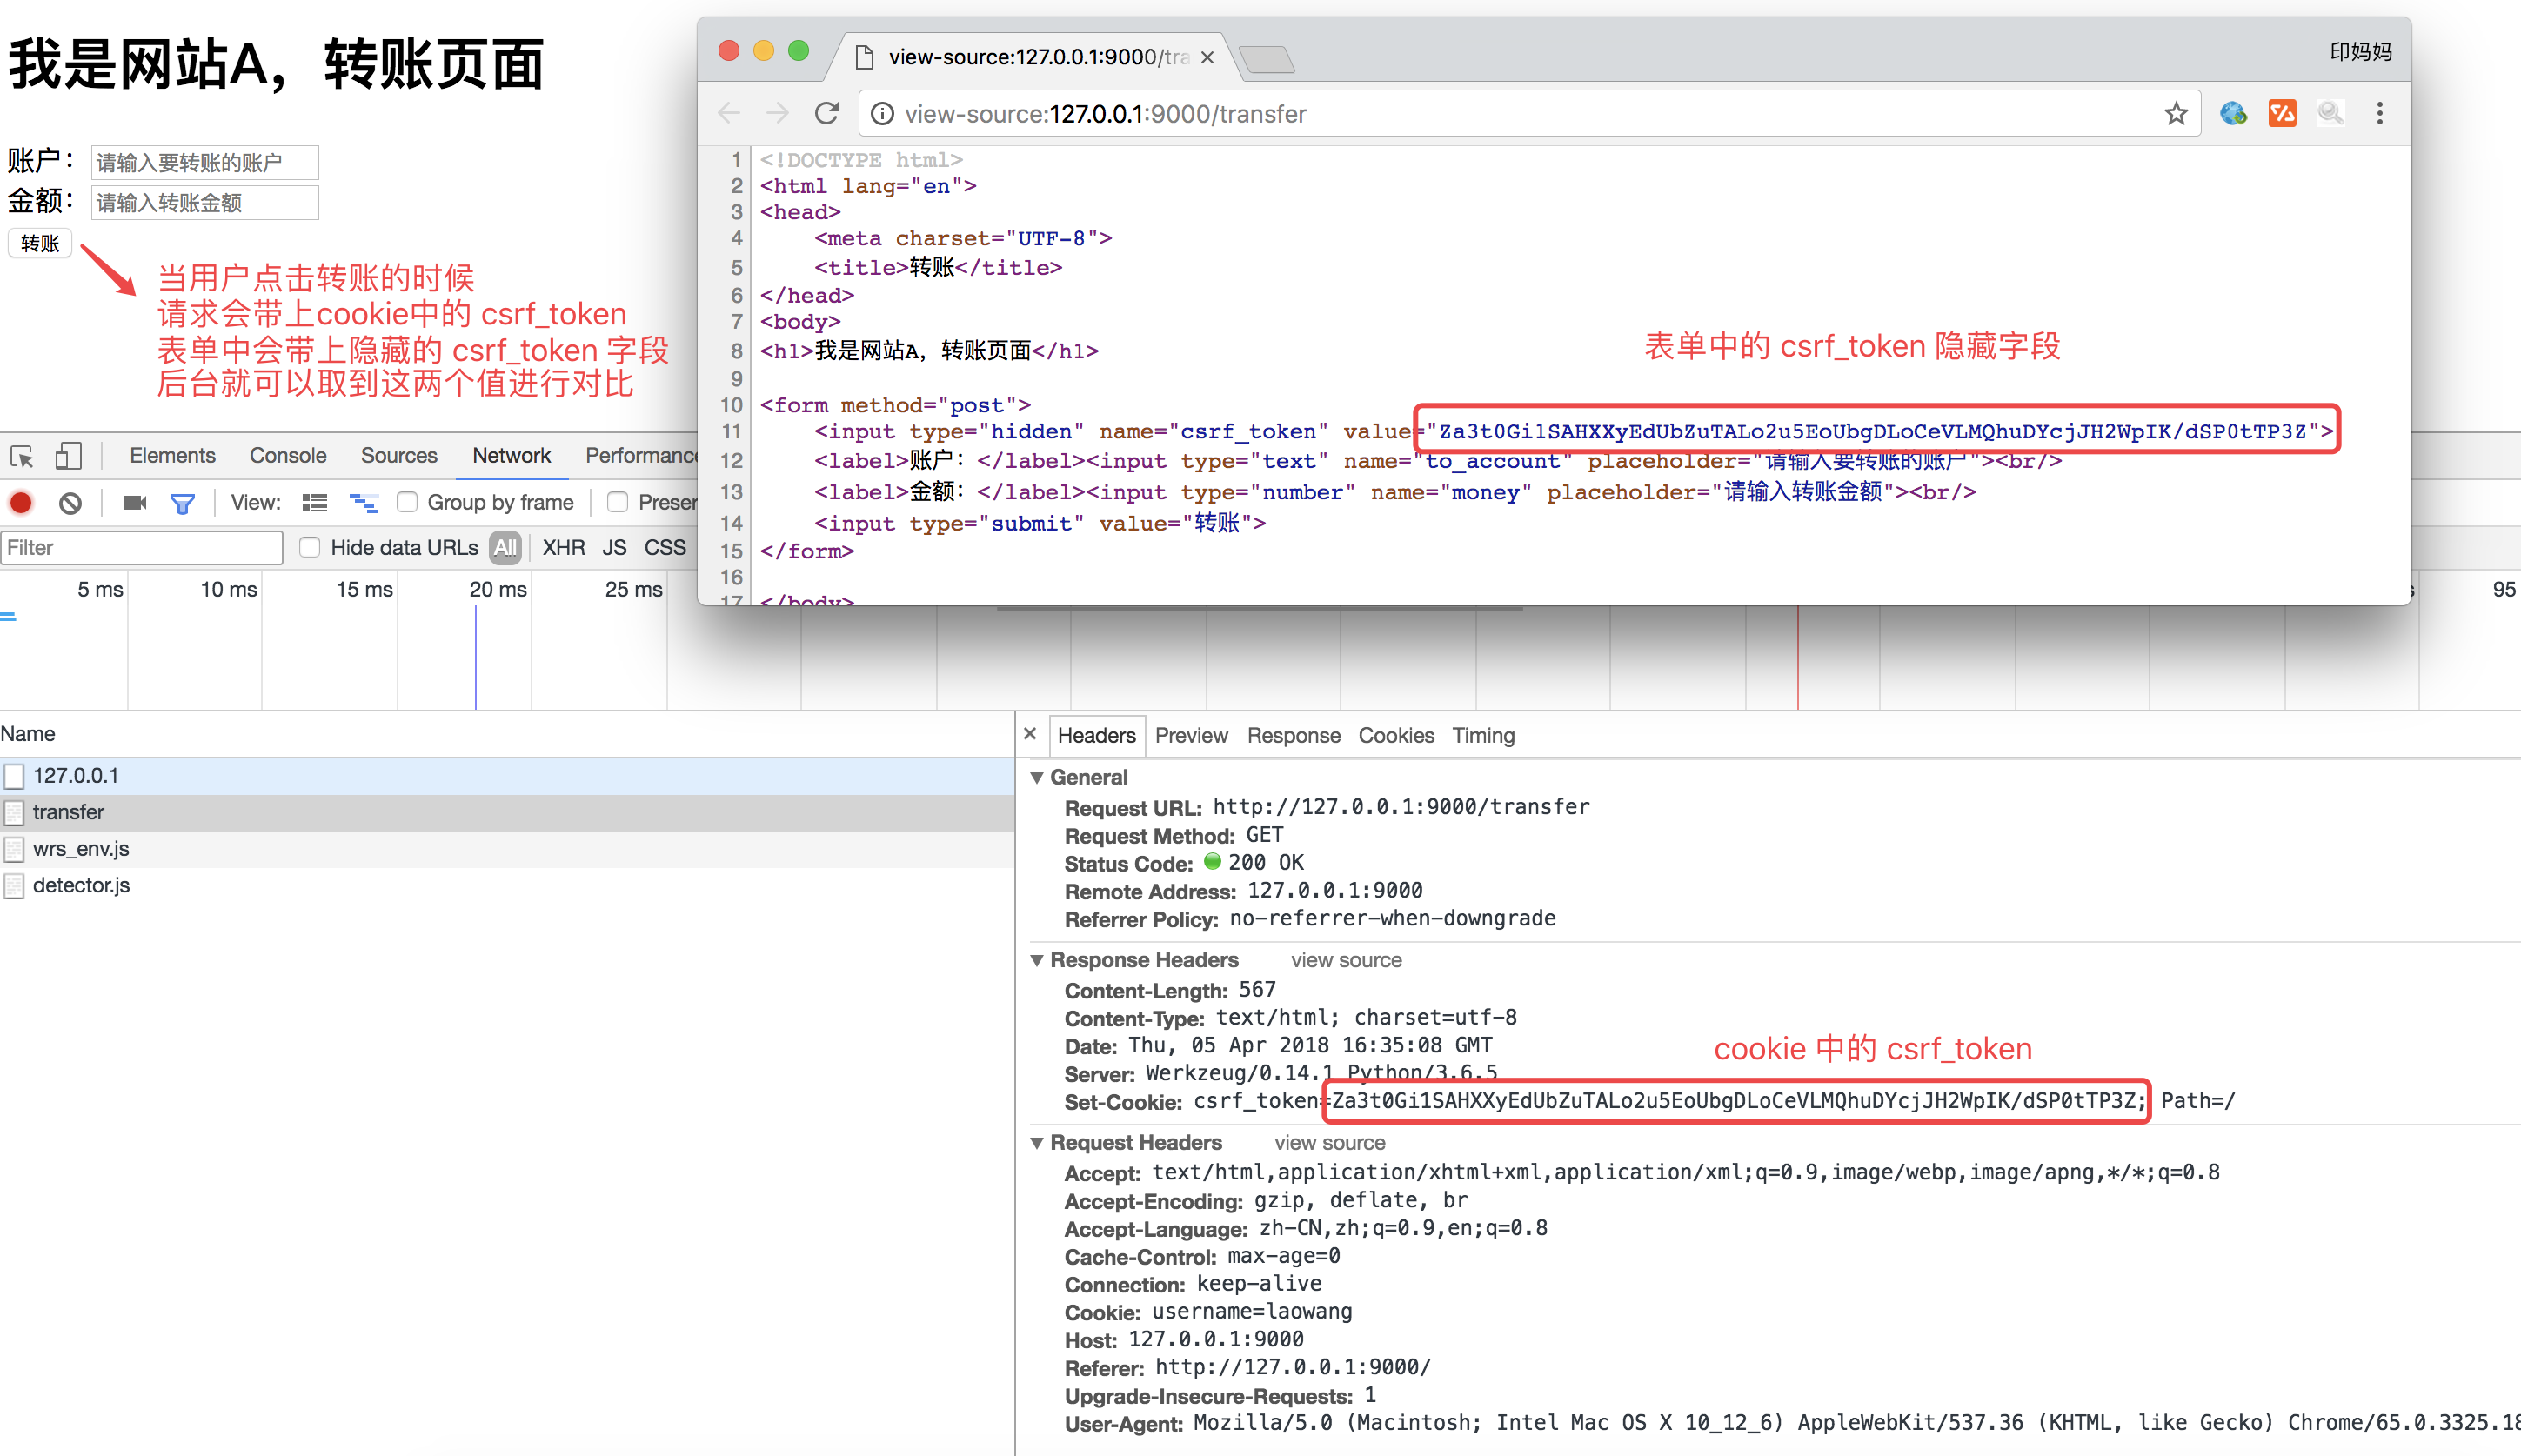 我是网站A，转账页面
账户： 请输入要转账的账户
金额： 请输入转账金额
转账
当用户点击转账的时候
请求会带上cookie中的 csrf_token
表单中会带上隐藏的 csrf_token 字段
后台就可以取到这两个值进行对比
view-source:127.0.0.1:9000/tra
印妈妈
view-source:127.0.0.1:9000/transfer
1 <!DOCTYPE html>
2 <html lang="en">
3 <head>
4 <meta charset="UTF-8">
5 <title>转账</title>
6 </head>
7 <body>
8 <h1>我是网站A，转账页面</h1>
9
10 <form method="post">
11 <input type="hidden" name="csrf_token" value="Za3t0Gi1SAHXXyEdUbZuTALo2u5EoUbgDLoCeVLMQhuDYcjJH2WpIK/dSP0tTP3Z">
12 <label>账户：</label><input type="text" name="to_account" placeholder="请输入要转账的账户"><br/>
13 <label>金额：</label><input type="number" name="money" placeholder="请输入转账金额"><br/>
14 <input type="submit" value="转账">
15 </form>
16
17 </body>
表单中的 csrf_token 隐藏字段
Elements Console Sources Network Performance
View: Group by frame Preser
Filter Hide data URLs All XHR JS CSS
5 ms 10 ms 15 ms 20 ms 25 ms 95
Name
127.0.0.1
transfer
wrs_env.js
detector.js
× Headers Preview Response Cookies Timing
General
Request URL: http://127.0.0.1:9000/transfer
Request Method: GET
Status Code: 200 OK
Remote Address: 127.0.0.1:9000
Referrer Policy: no-referrer-when-downgrade
Response Headers view source
Content-Length: 567
Content-Type: text/html; charset=utf-8
Date: Thu, 05 Apr 2018 16:35:08 GMT
Server: Werkzeug/0.14.1 Python/3.6.5
Set-Cookie: csrf_token=Za3t0Gi1SAHXXyEdUbZuTALo2u5EoUbgDLoCeVLMQhuDYcjJH2WpIK/dSP0tTP3Z; Path=/
cookie 中的 csrf_token
Request Headers view source
Accept: text/html,application/xhtml+xml,application/xml;q=0.9,image/webp,image/apng,*/*;q=0.8
Accept-Encoding: gzip, deflate, br
Accept-Language: zh-CN,zh;q=0.9,en;q=0.8
Cache-Control: max-age=0
Connection: keep-alive
Cookie: username=laowang
Host: 127.0.0.1:9000
Referer: http://127.0.0.1:9000/
Upgrade-Insecure-Requests: 1
User-Agent: Mozilla/5.0 (Macintosh; Intel Mac OS X 10_12_6) AppleWebKit/537.36 (KHTML, like Gecko) Chrome/65.0.3325.18